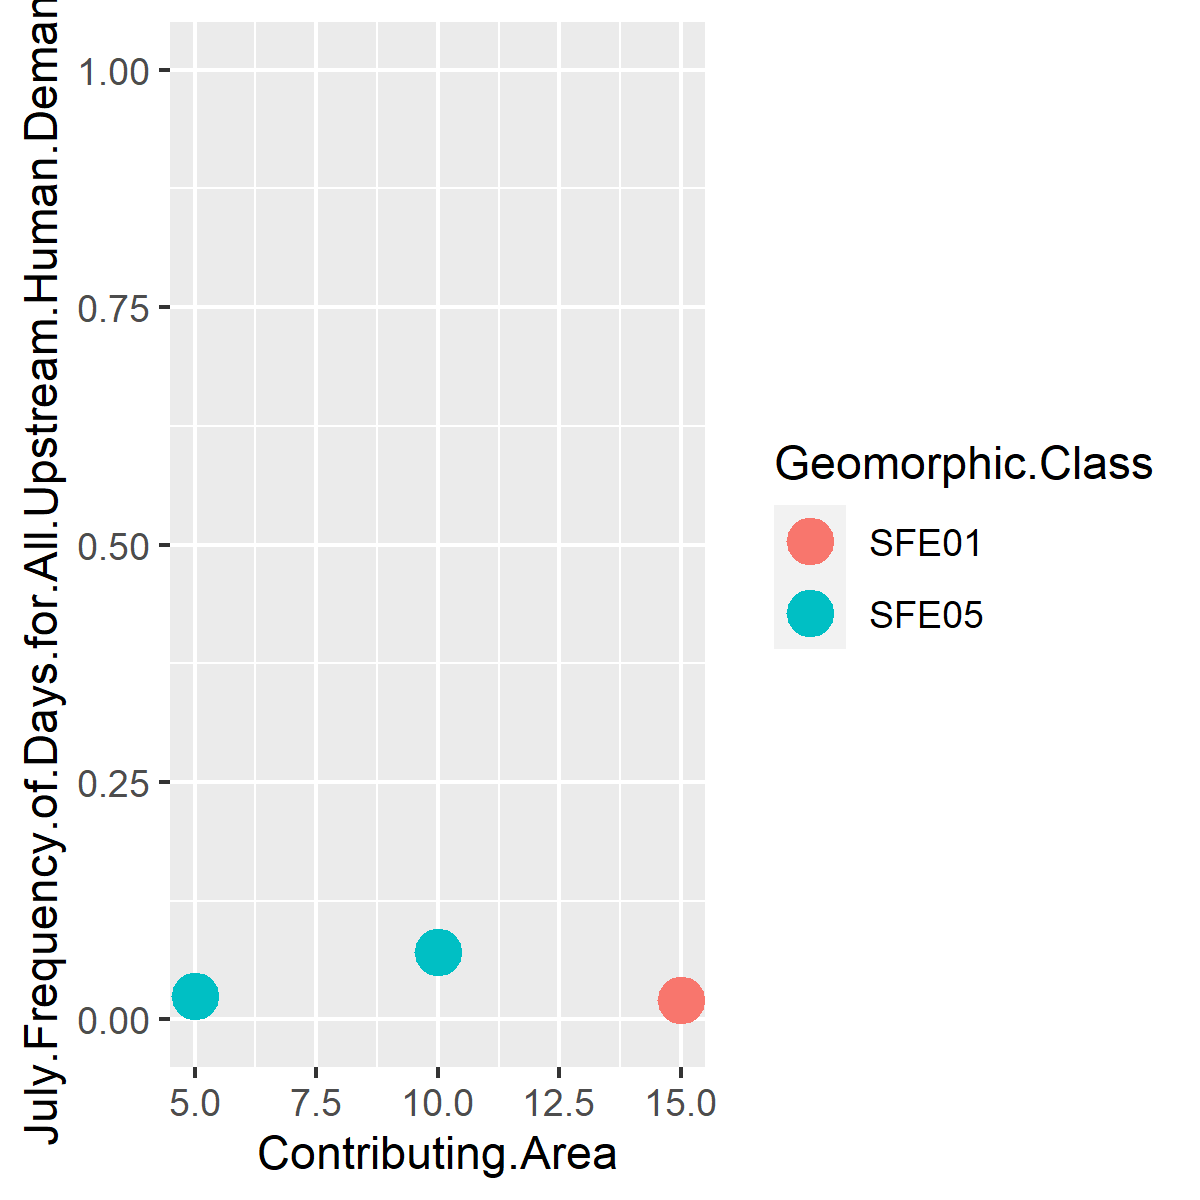 July.Frequency.of.Days.for.All.Upstream.Human.Deman
1.00
0.75
0.50
0.25
0.00
5.0
7.5
10.0
12.5
15.0
Contributing.Area
Geomorphic.Class
SFE01
SFE05